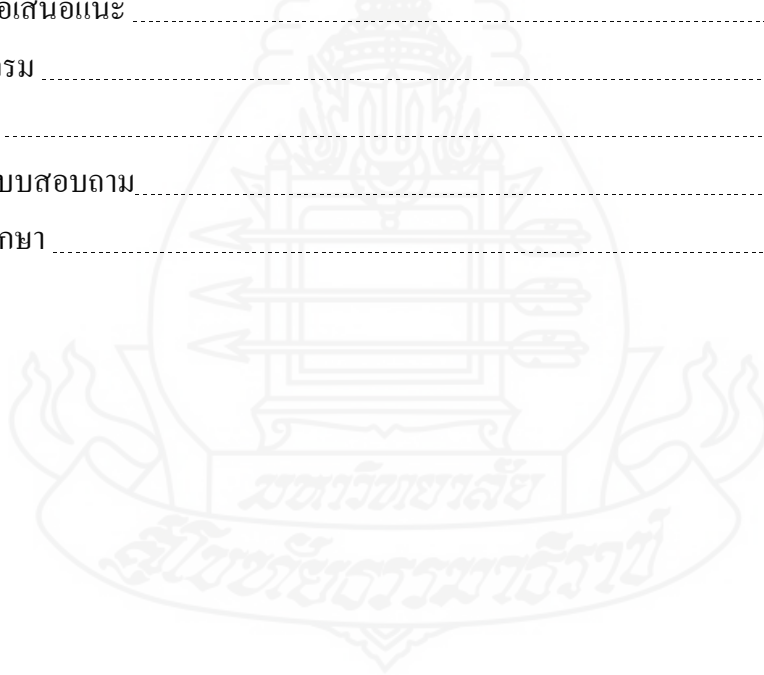 อเสนอแนะ
รม
บบสอบถาม
กษา
มหาวิทยาลัย
สุโขทัยธรรมาธิราช